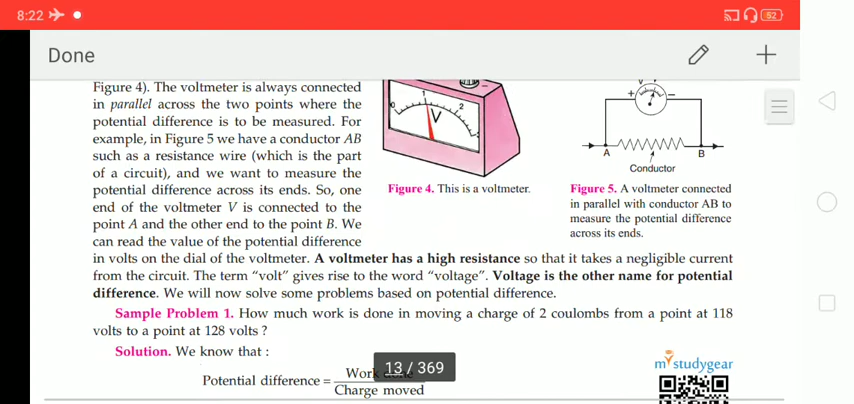 8:22
52
Done
Figure 4). The voltmeter is always connected
in parallel across the two points where the
potential difference is to be measured. For
example, in Figure 5 we have a conductor AB
such as a resistance wire (which is the part
of a circuit), and we want to measure the
potential difference across its ends. So, one
end of the voltmeter V is connected to the
point A and the other end to the point B. We
can read the value of the potential difference
in volts on the dial of the voltmeter. A voltmeter has a high resistance so that it takes a negligible current
from the circuit. The term “volt” gives rise to the word “voltage”. Voltage is the other name for potential
difference. We will now solve some problems based on potential difference.
0 1 2
V
Figure 4. This is a voltmeter.
+ −
A B
Conductor
Figure 5. A voltmeter connected
in parallel with conductor AB to
measure the potential difference
across its ends.
Sample Problem 1. How much work is done in moving a charge of 2 coulombs from a point at 118
volts to a point at 128 volts ?
Solution. We know that :
Potential difference = Work
Charge moved
13 / 369
mystudygear